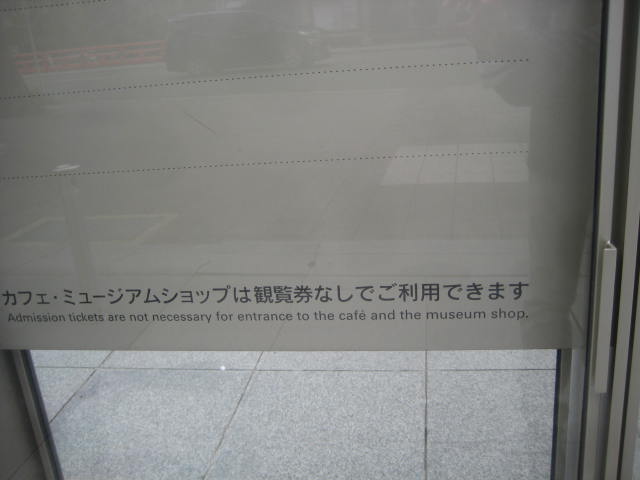 カフェ・ミュージアムショップは観覧券なしでご利用できます
Admission tickets are not necessary for entrance to the café and the museum shop.